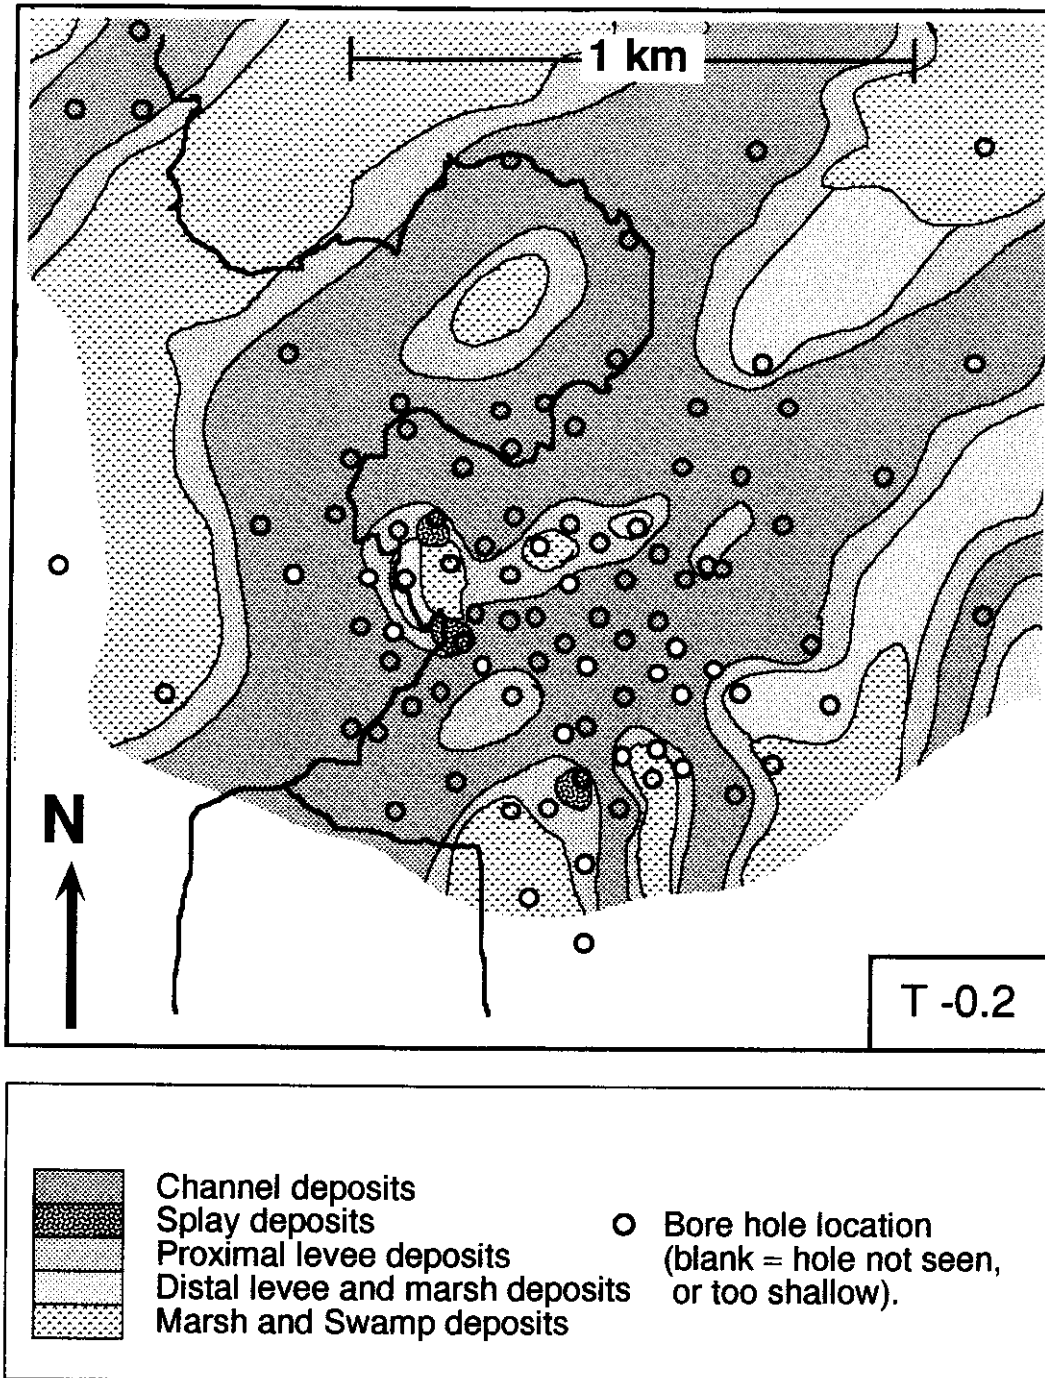 1 km
N
T -0.2
Channel deposits
Splay deposits
Proximal levee deposits
Distal levee and marsh deposits
Marsh and Swamp deposits
Bore hole location
(blank = hole not seen,
or too shallow).